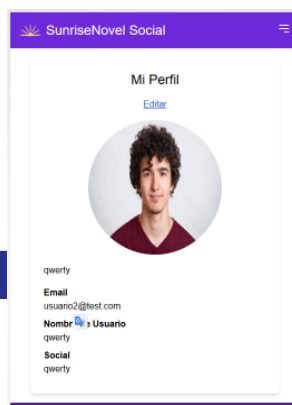 SunriseNovel Social
Mi Perfil
Editar
qwerty
Email
usuario2@test.com
Nombr e Usuario
qwerty
Social
qwerty